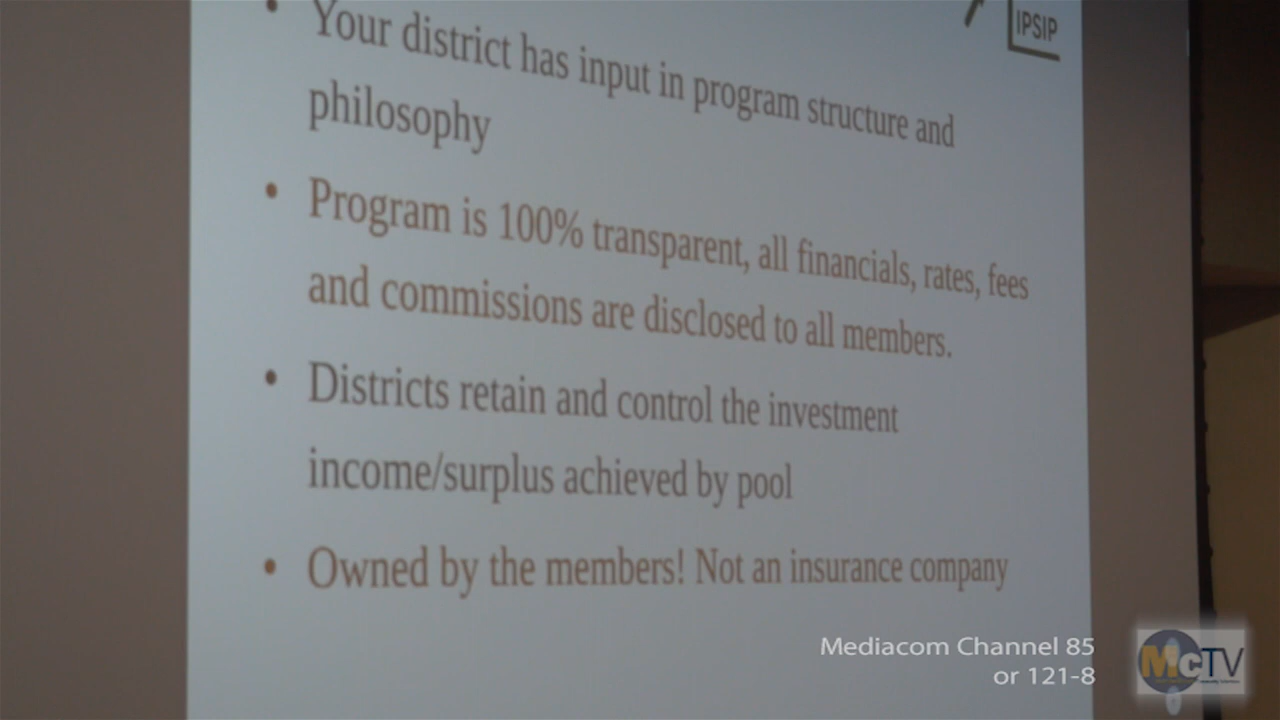 IPSIP
• Your district has input in program structure and
philosophy
• Program is 100% transparent, all financials, rates, fees
and commissions are disclosed to all members.
• Districts retain and control the investment
income/surplus achieved by pool
• Owned by the members! Not an insurance company
Mediacom Channel 85
or 121-8
McTV